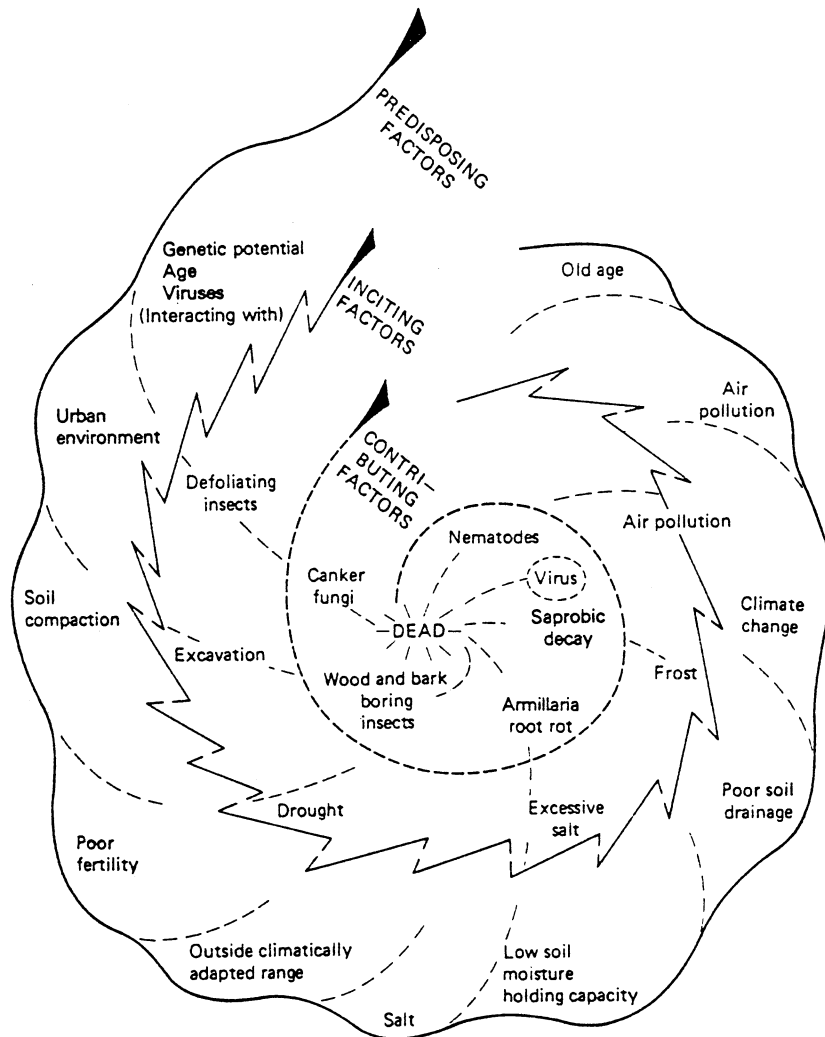 PREDISPOSING
FACTORS
Genetic potential
Age
Viruses
(Interacting with)
INCITING
FACTORS
Old age
Urban
environment
Air
pollution
CONTRI-
BUTING
FACTORS
Defoliating
insects
Air pollution
Nematodes
Canker
fungi
Virus
Soil
compaction
Saprobic
decay
Climate
change
DEAD
Excavation
Frost
Wood and bark
boring
insects
Armillaria
root rot
Poor soil
drainage
Drought
Excessive
salt
Poor
fertility
Outside climatically
adapted range
Low soil
moisture
holding capacity
Salt